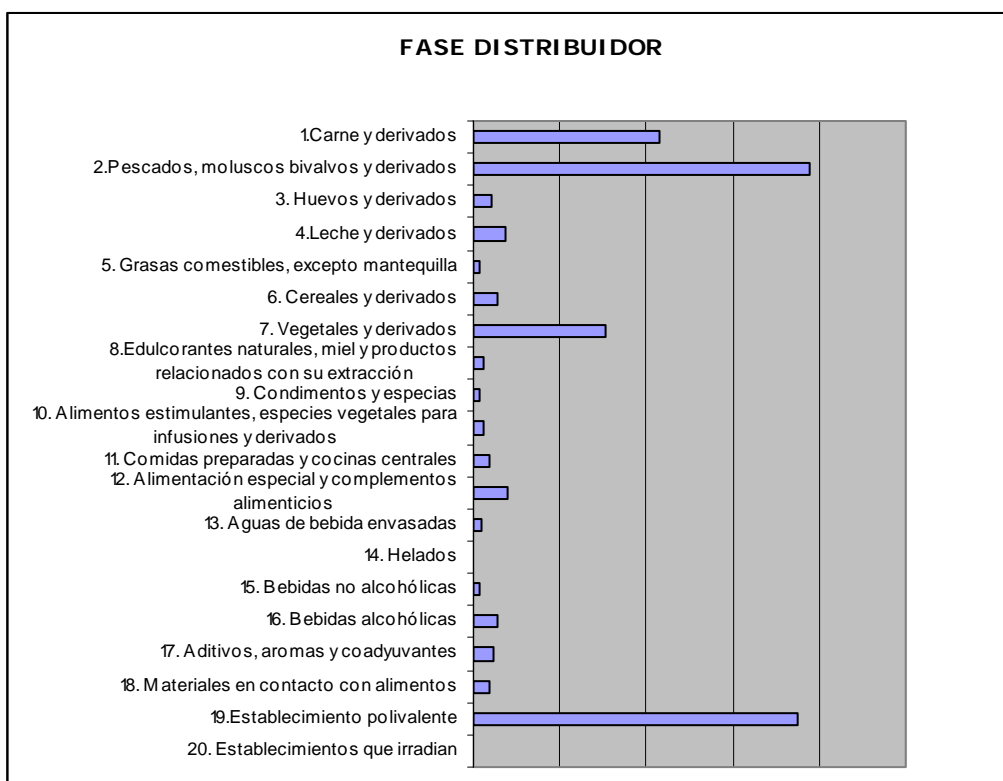 FASE DISTRIBUIDOR
1.Carne y derivados
2.Pescados, moluscos bivalvos y derivados
3. Huevos y derivados
4.Leche y derivados
5. Grasas comestibles, excepto mantequilla
6. Cereales y derivados
7. Vegetales y derivados
8.Edulcorantes naturales, miel y productos
relacionados con su extracción
9. Condimentos y especias
10. Alimentos estimulantes, especies vegetales para
infusiones y derivados
11. Comidas preparadas y cocinas centrales
12. Alimentación especial y complementos
alimenticios
13. Aguas de bebida envasadas
14. Helados
15. Bebidas no alcohólicas
16. Bebidas alcohólicas
17. Aditivos, aromas y coadyuvantes
18. Materiales en contacto con alimentos
19.Establecimiento polivalente
20. Establecimientos que irradian